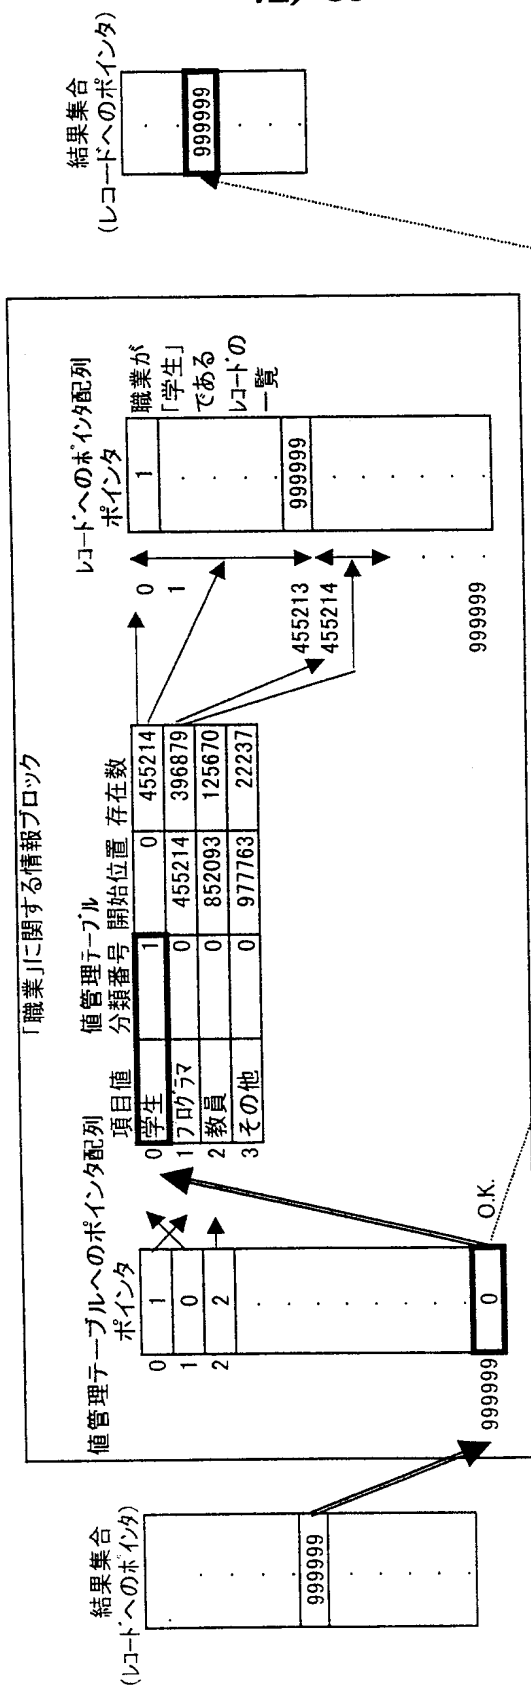 「職業」に関する情報ブロック
結果集合
(レコードへのポインタ)
999999
値管理テーブルへのポインタ配列
ポインタ
0 1
1 0
2 2
999999 0
O.K.
値管理テーブル
項目値 分類番号 開始位置 存在数
0 学生 1 0 455214
1 プログラマ 0 455214 396879
2 教員 0 852093 125670
3 その他 0 977763 22237
レコードへのポインタ配列
ポインタ
0 1
1
455213 999999
455214
999999
職業が
「学生」
である
レコードの
一覧
結果集合
(レコードへのポインタ)
999999